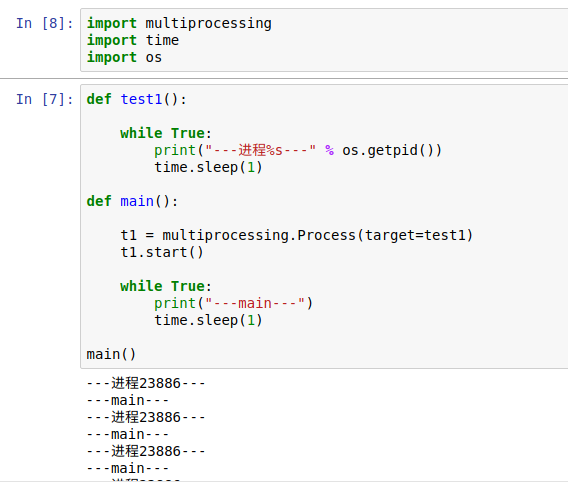 In [8]: import multiprocessing
import time
import os
In [7]: def test1():
while True:
print("---进程%s---" % os.getpid())
time.sleep(1)
def main():
t1 = multiprocessing.Process(target=test1)
t1.start()
while True:
print("---main---")
time.sleep(1)
main()
---进程23886---
---main---
---进程23886---
---main---
---进程23886---
---main---